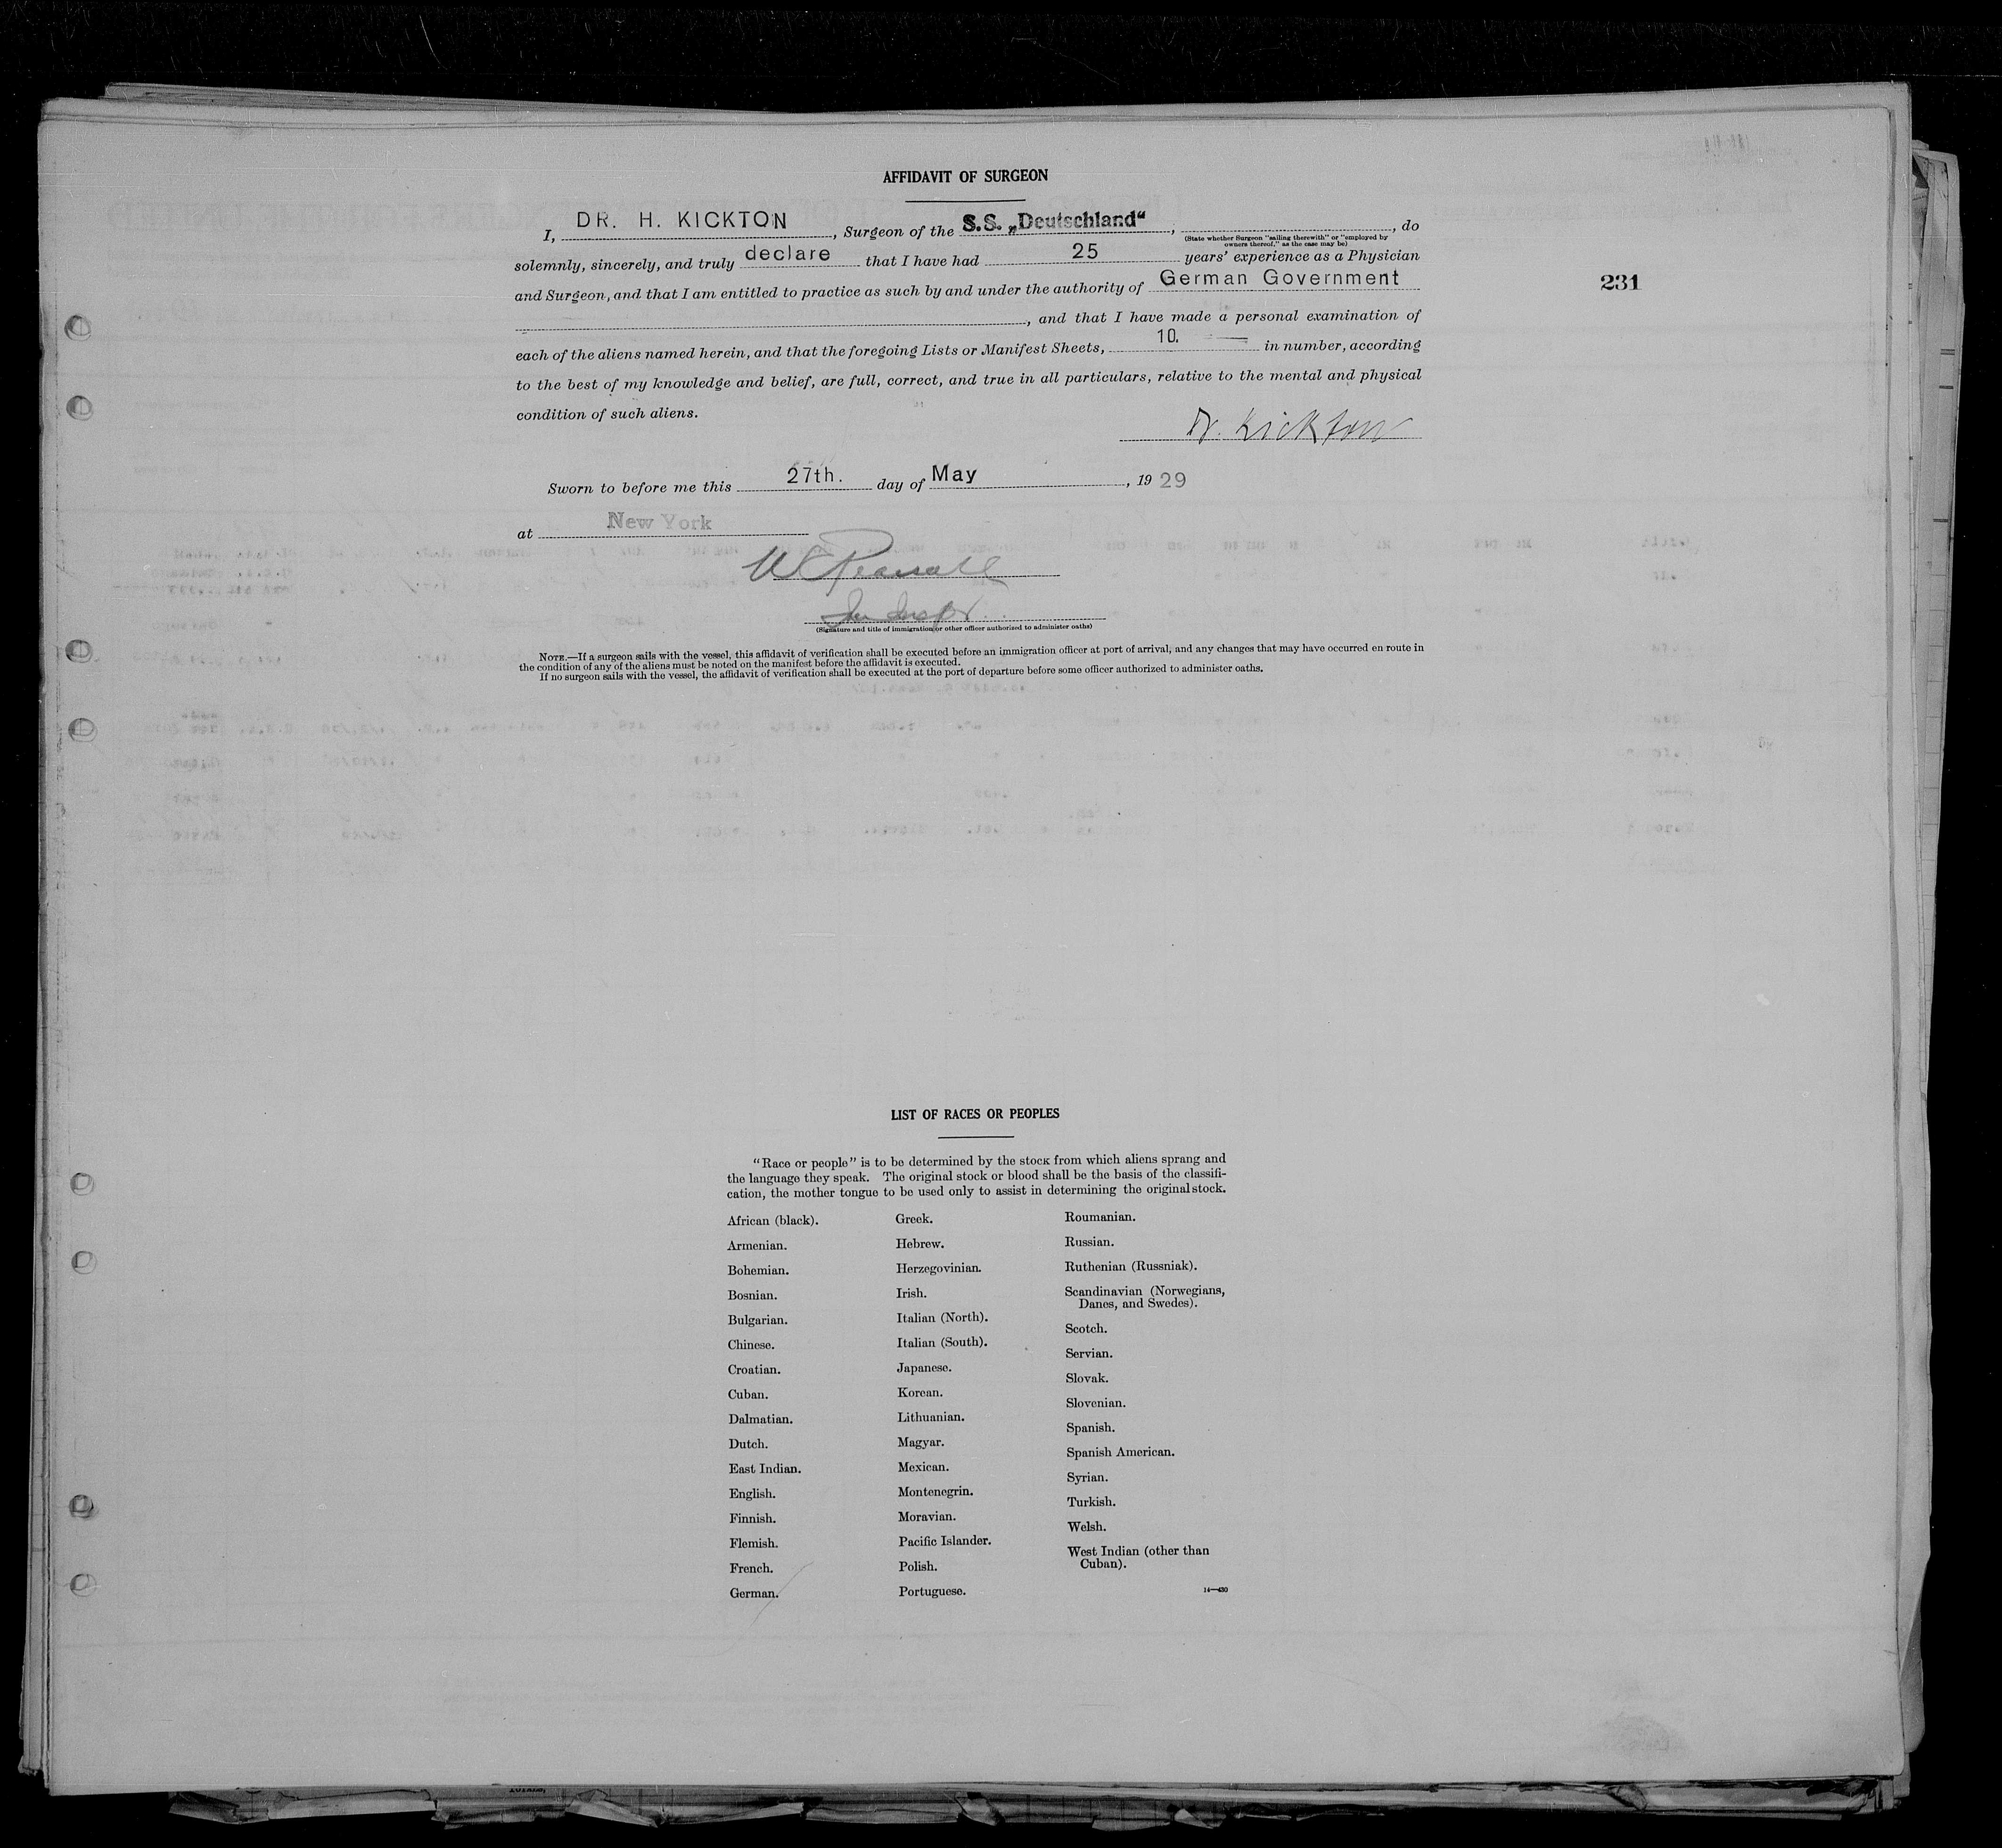 AFFIDAVIT OF SURGEON
I, DR. H. KICKTON, Surgeon of the S.S. „Deutschland“, , do
(State whether Surgeon "sailing therewith" or "employed by owners thereof," as the case may be)
solemnly, sincerely, and truly declare that I have had 25 years' experience as a Physician
and Surgeon, and that I am entitled to practice as such by and under the authority of German Government
231
, and that I have made a personal examination of
each of the aliens named herein, and that the foregoing Lists or Manifest Sheets, 10. in number, according
to the best of my knowledge and belief, are full, correct, and true in all particulars, relative to the mental and physical
condition of such aliens.
Dr. Kickton
Sworn to before me this 27th. day of May, 1929
at New York
(Signature and title of immigration or other officer authorized to administer oaths)
NOTE.—If a surgeon sails with the vessel, this affidavit of verification shall be executed before an immigration officer at port of arrival, and any changes that may have occurred en route in
the condition of any of the aliens must be noted on the manifest before the affidavit is executed.
If no surgeon sails with the vessel, the affidavit of verification shall be executed at the port of departure before some officer authorized to administer oaths.
LIST OF RACES OR PEOPLES
"Race or people" is to be determined by the stock from which aliens sprang and
the language they speak. The original stock or blood shall be the basis of the classifi-
cation, the mother tongue to be used only to assist in determining the original stock.
African (black).
Armenian.
Bohemian.
Bosnian.
Bulgarian.
Chinese.
Croatian.
Cuban.
Dalmatian.
Dutch.
East Indian.
English.
Finnish.
Flemish.
French.
German.
Greek.
Hebrew.
Herzegovinian.
Irish.
Italian (North).
Italian (South).
Japanese.
Korean.
Lithuanian.
Magyar.
Mexican.
Montenegrin.
Moravian.
Pacific Islander.
Polish.
Portuguese.
Roumanian.
Russian.
Ruthenian (Russniak).
Scandinavian (Norwegians,
Danes, and Swedes).
Scotch.
Servian.
Slovak.
Slovenian.
Spanish.
Spanish American.
Syrian.
Turkish.
Welsh.
West Indian (other than
Cuban).
14—430